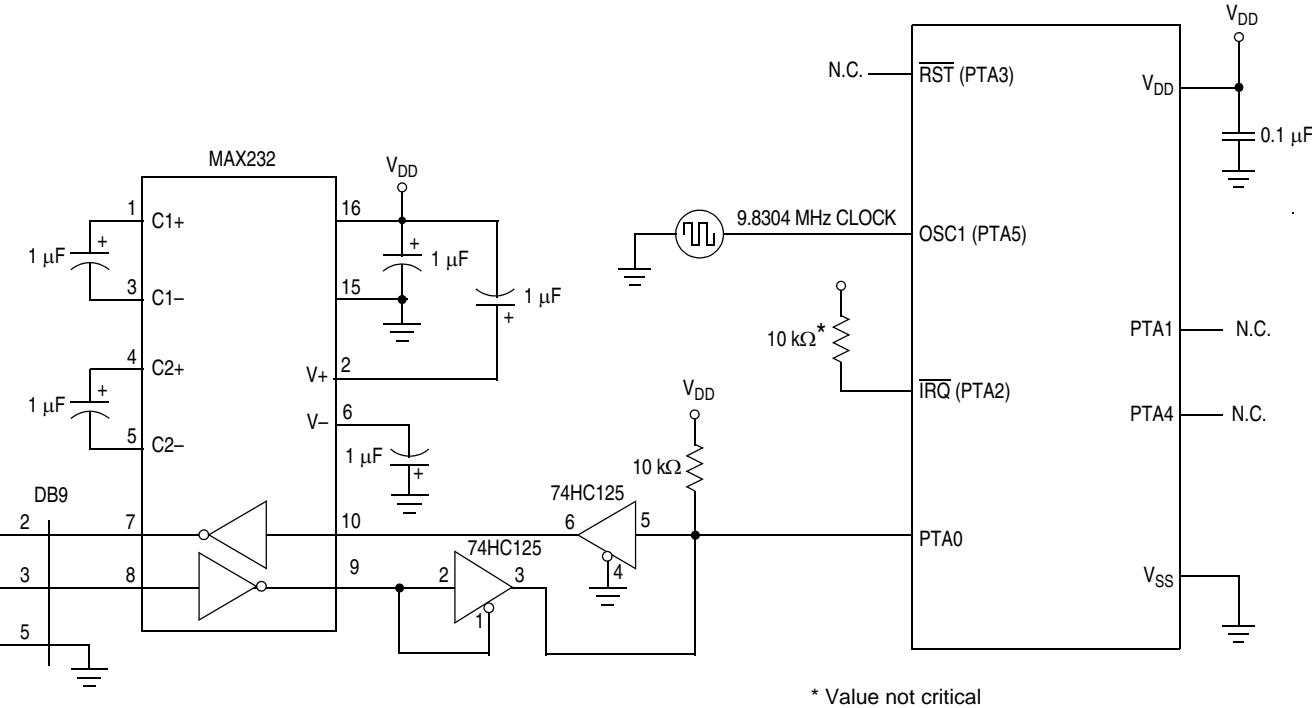 V_DD
N.C.
R̅S̅T̅ (PTA3)
V_DD
0.1 µF
MAX232
V_DD
1
C1+
16
+
1 µF
+
1 µF
9.8304 MHz CLOCK
OSC1 (PTA5)
3
C1–
15
1 µF
+
10 kΩ*
PTA1
N.C.
4
C2+
V+
2
+
1 µF
V_DD
I̅R̅Q̅ (PTA2)
V–
6
PTA4
N.C.
5
C2–
1 µF
+
10 kΩ
DB9
74HC125
2
7
10
6
5
PTA0
74HC125
3
8
9
2
3
4
V_SS
1
5
* Value not critical